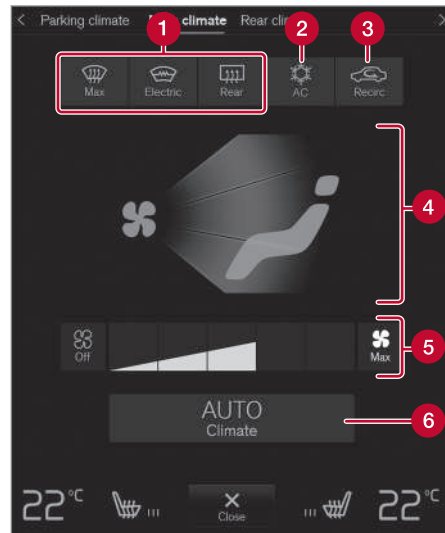 Parking climate climate Rear
1 2 3
Max Electric Rear AC Recirc
4
Off Max 5
AUTO
Climate 6
22°C Close 22°C